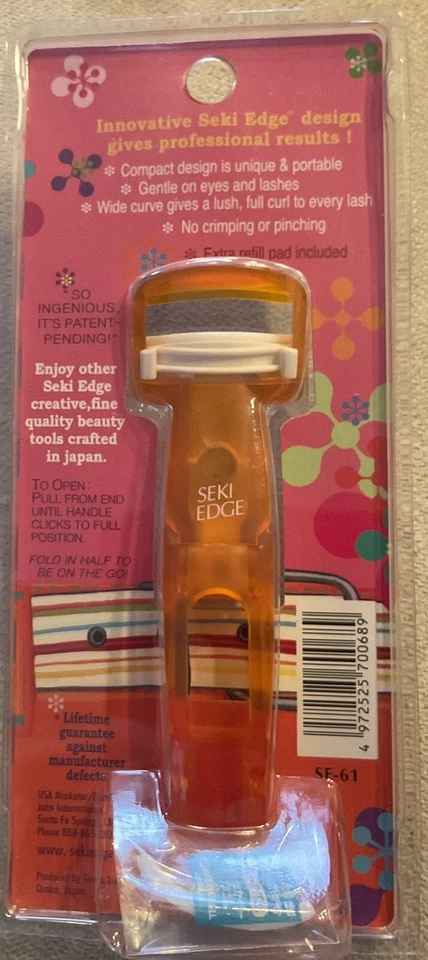 Innovative Seki Edge™ design
gives professional results !
❇ Compact design is unique & portable
❇ Gentle on eyes and lashes
❇ Wide curve gives a lush, full curl to every lash
❇ No crimping or pinching
❇ Extra refill pad included
"SO
INGENIOUS,
IT'S PATENT-
PENDING!"
Enjoy other
Seki Edge
creative,fine
quality beauty
tools crafted
in japan.
TO OPEN:
PULL FROM END
UNTIL HANDLE
CLICKS TO FULL
POSITION.
FOLD IN HALF TO
BE ON THE GO!
SEKI
EDGE
* Lifetime
guarantee
against
manufacturer
defects
USA Marketer
Jatai International
Santa Fe Springs
Phone 888-865
www.
Produced by
Osaka, Japan
4 972525 700689
SE-61